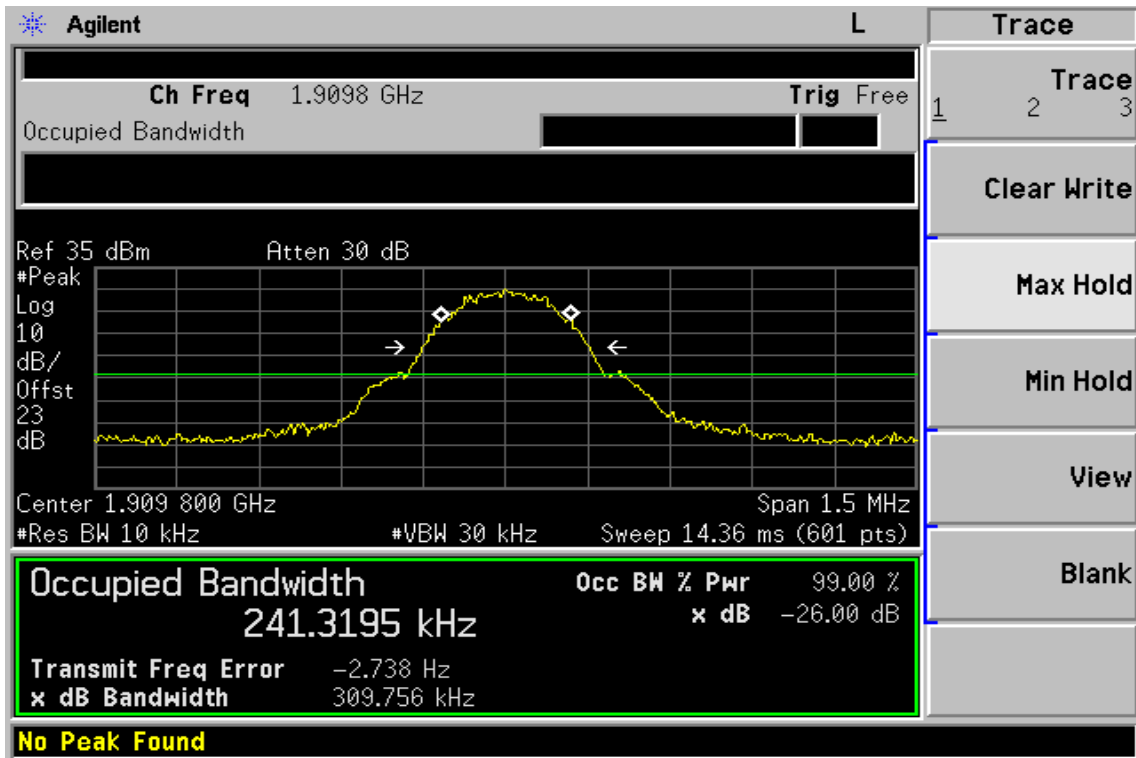 Agilent L Trace
Ch Freq 1.9098 GHz Trig Free
Occupied Bandwidth
Trace
1 2 3
Clear Write
Ref 35 dBm Atten 30 dB
#Peak
Log
10
dB/
Offst
23
dB
Max Hold
Min Hold
View
Center 1.909 800 GHz Span 1.5 MHz
#Res BW 10 kHz #VBW 30 kHz Sweep 14.36 ms (601 pts)
Occupied Bandwidth Occ BW % Pwr 99.00 %
241.3195 kHz x dB -26.00 dB
Blank
Transmit Freq Error -2.738 Hz
x dB Bandwidth 309.756 kHz
No Peak Found